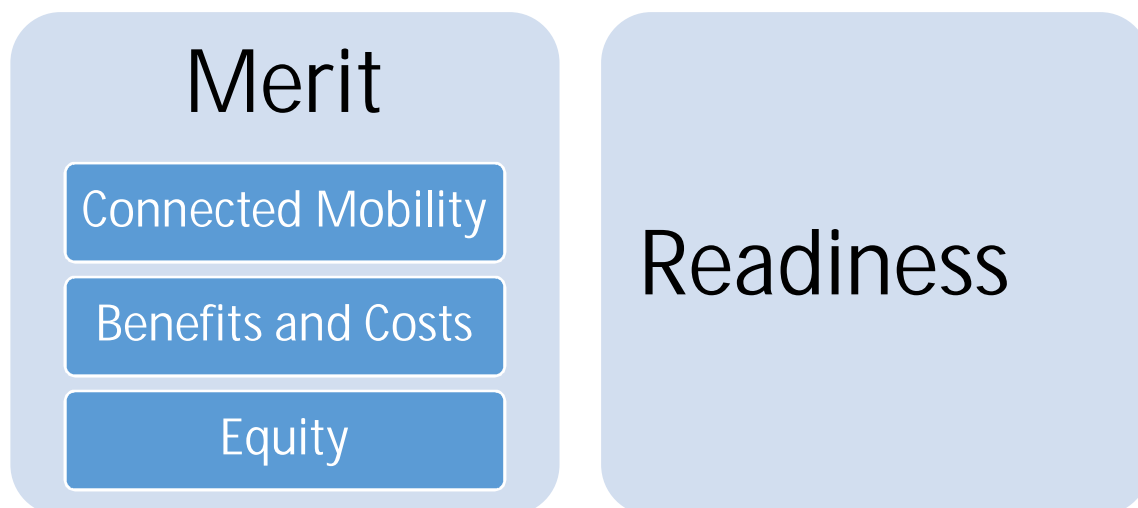 Merit
Connected Mobility
Benefits and Costs
Equity
Readiness